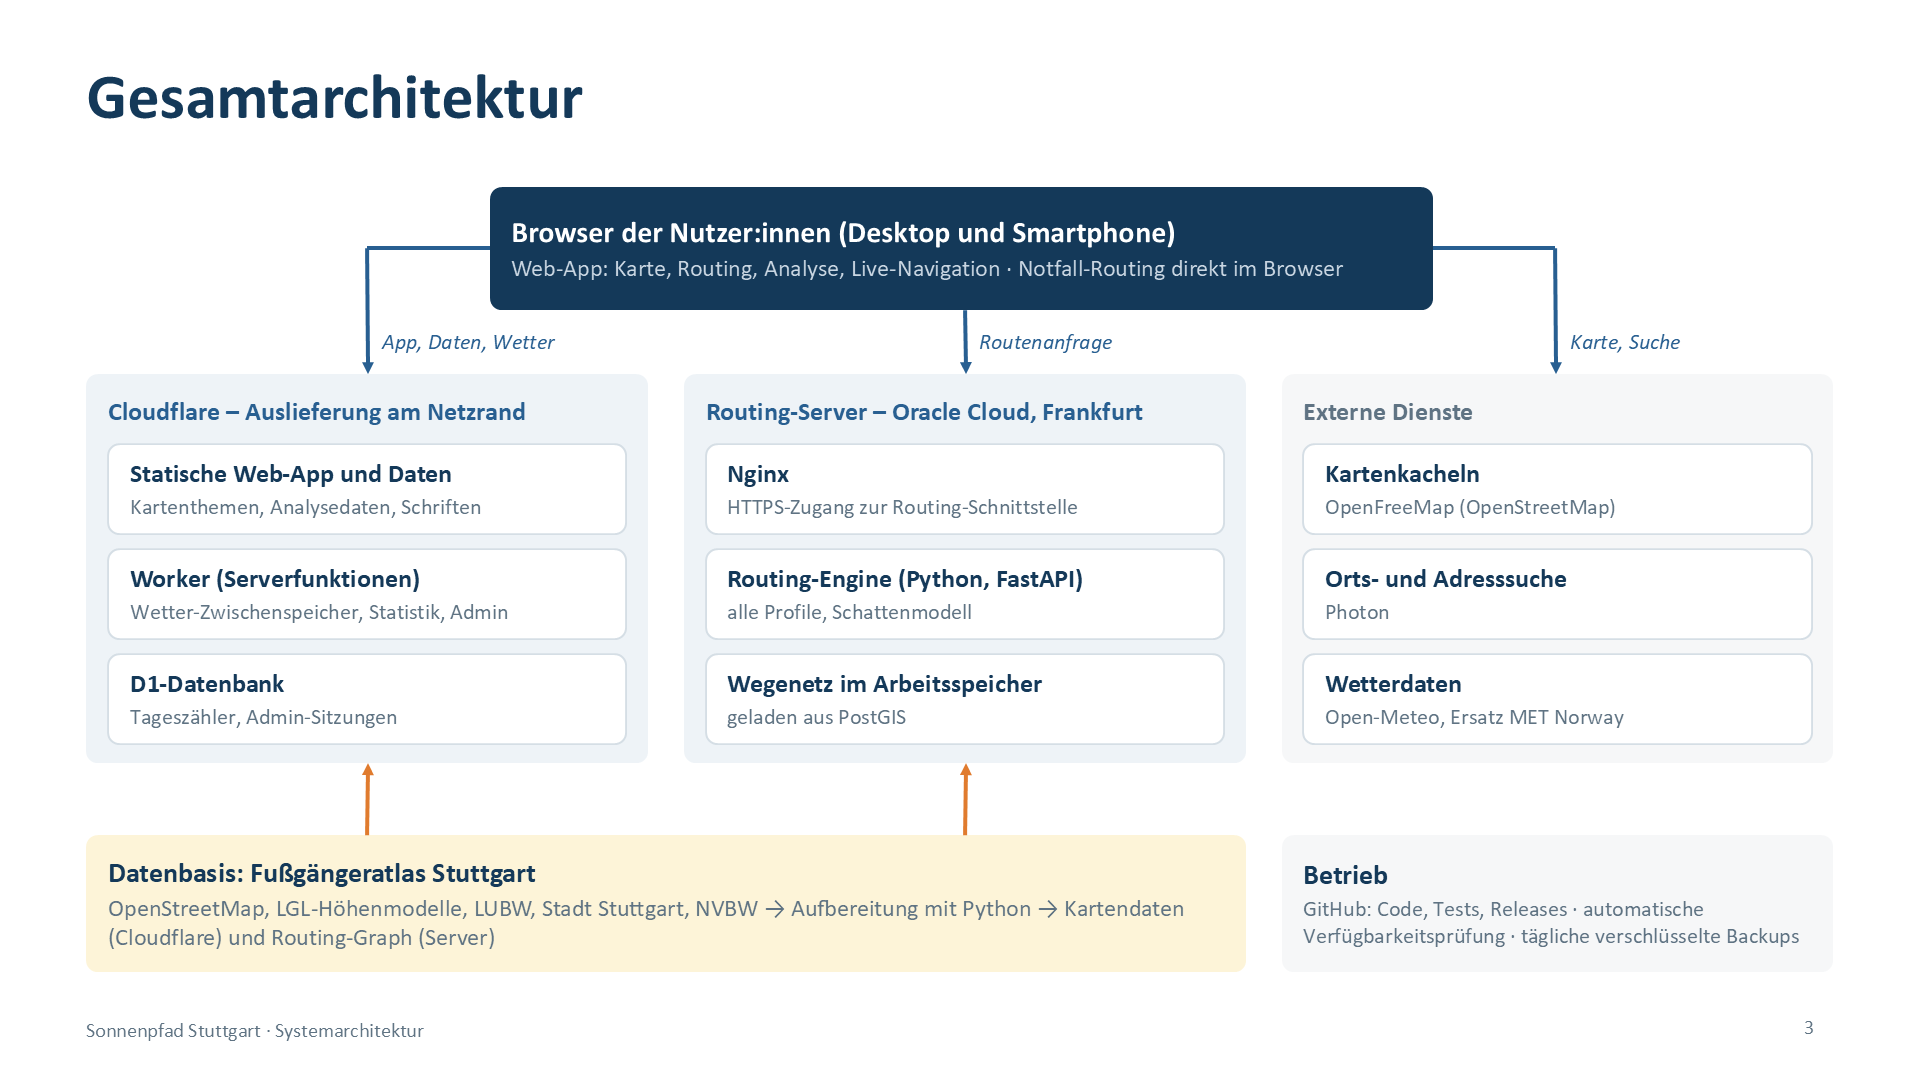 Gesamtarchitektur
Browser der Nutzer:innen (Desktop und Smartphone)
Web-App: Karte, Routing, Analyse, Live-Navigation · Notfall-Routing direkt im Browser
App, Daten, Wetter
Routenanfrage
Karte, Suche
Cloudflare – Auslieferung am Netzrand
Statische Web-App und Daten
Kartenthemen, Analysedaten, Schriften
Worker (Serverfunktionen)
Wetter-Zwischenspeicher, Statistik, Admin
D1-Datenbank
Tageszähler, Admin-Sitzungen
Routing-Server – Oracle Cloud, Frankfurt
Nginx
HTTPS-Zugang zur Routing-Schnittstelle
Routing-Engine (Python, FastAPI)
alle Profile, Schattenmodell
Wegenetz im Arbeitsspeicher
geladen aus PostGIS
Externe Dienste
Kartenkacheln
OpenFreeMap (OpenStreetMap)
Orts- und Adresssuche
Photon
Wetterdaten
Open-Meteo, Ersatz MET Norway
Datenbasis: Fußgängeratlas Stuttgart
OpenStreetMap, LGL-Höhenmodelle, LUBW, Stadt Stuttgart, NVBW → Aufbereitung mit Python → Kartendaten
(Cloudflare) und Routing-Graph (Server)
Betrieb
GitHub: Code, Tests, Releases · automatische
Verfügbarkeitsprüfung · tägliche verschlüsselte Backups
Sonnenpfad Stuttgart · Systemarchitektur
3